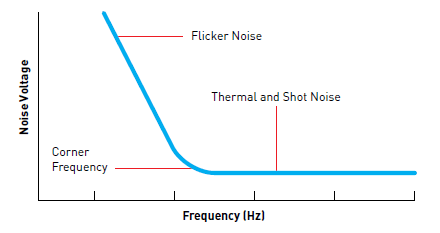 Flicker Noise
Thermal and Shot Noise
Noise Voltage
Corner
Frequency
Frequency (Hz)